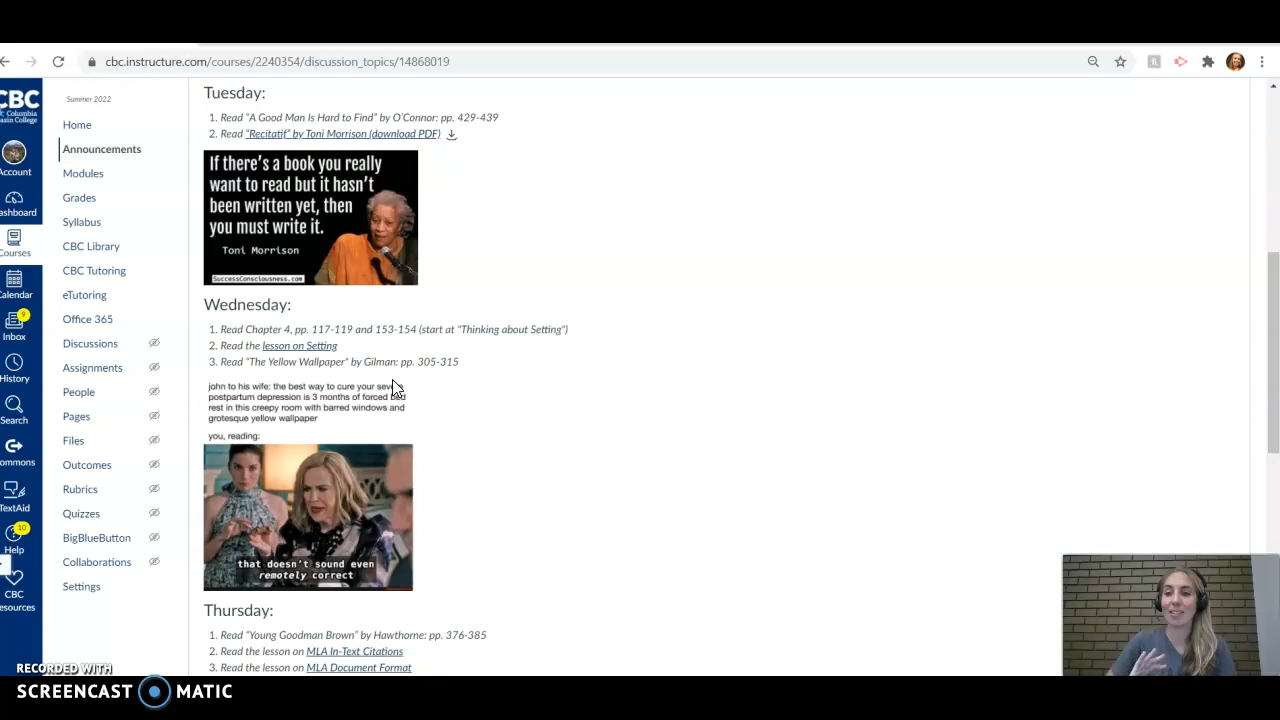 cbc.instructure.com/courses/2240354/discussion_topics/14868019
CBC
Columbia
Basin College
Account
Dashboard
Courses
Calendar
9
Inbox
History
Search
Commons
TextAid
10
Help
CBC
Resources
Summer 2022
Home
Announcements
Modules
Grades
Syllabus
CBC Library
CBC Tutoring
eTutoring
Office 365
Discussions
Assignments
People
Pages
Files
Outcomes
Rubrics
Quizzes
BigBlueButton
Collaborations
Settings
Tuesday:
1. Read "A Good Man Is Hard to Find" by O'Connor: pp. 429-439
2. Read "Recitatif" by Toni Morrison (download PDF)
If there's a book you really
want to read but it hasn't
been written yet, then
you must write it.
Toni Morrison
SuccessConsciousness.com
Wednesday:
1. Read Chapter 4, pp. 117-119 and 153-154 (start at "Thinking about Setting")
2. Read the lesson on Setting
3. Read "The Yellow Wallpaper" by Gilman: pp. 305-315
john to his wife: the best way to cure your severe
postpartum depression is 3 months of forced bed
rest in this creepy room with barred windows and
grotesque yellow wallpaper
you, reading:
that doesn't sound even
remotely correct
Thursday:
1. Read "Young Goodman Brown" by Hawthorne: pp. 376-385
2. Read the lesson on MLA In-Text Citations
3. Read the lesson on MLA Document Format
RECORDED WITH
SCREENCAST MATIC